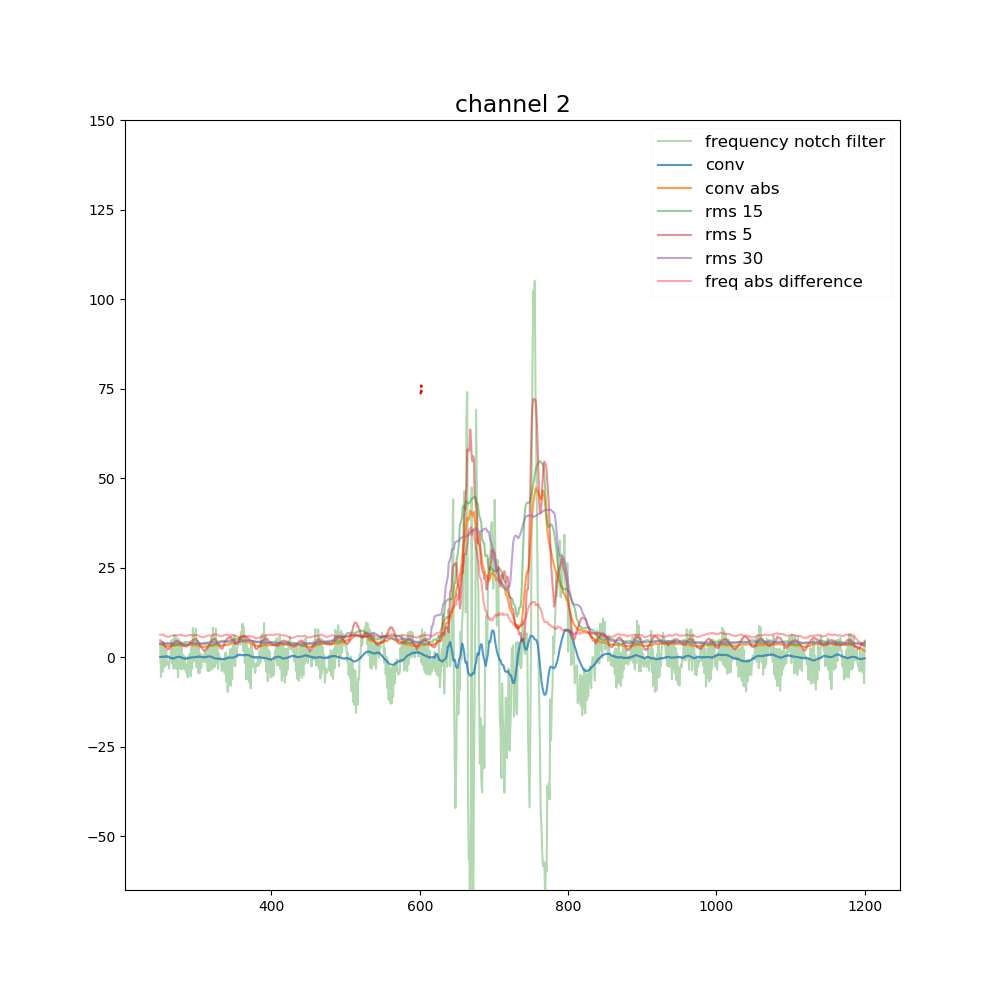 channel 2
150
125
100
75
50
25
0
−25
−50
frequency notch filter
conv
conv abs
rms 15
rms 5
rms 30
freq abs difference
;
400 600 800 1000 1200